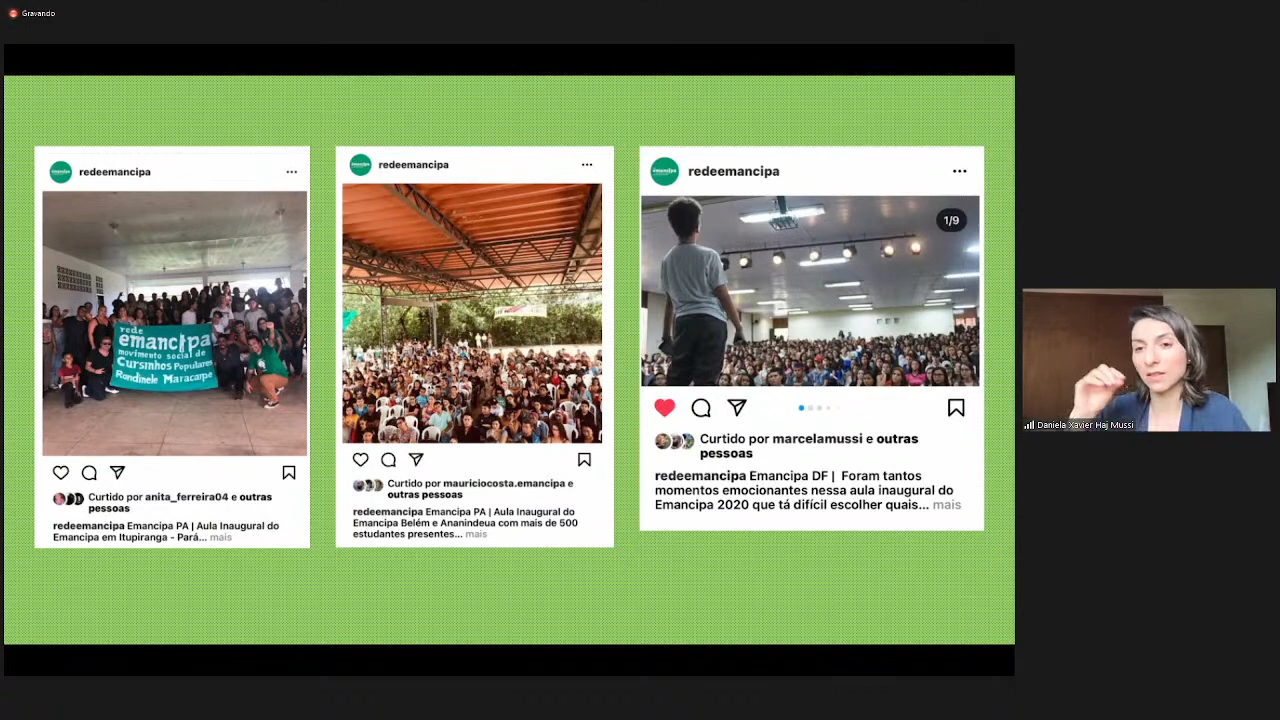 Gravando
redeemancipa
rede
emancipa
movimento social de
Cursinhos Populares
Rondinele Maracaípe
Curtido por anita_ferreira04 e outras
pessoas
redeemancipa Emancipa PA | Aula Inaugural do
Emancipa em Itupiranga - Pará... mais
redeemancipa
Curtido por mauriciocosta.emancipa e
outras pessoas
redeemancipa Emancipa PA | Aula Inaugural do
Emancipa Belém e Ananindeua com mais de 500
estudantes presentes... mais
redeemancipa
1/9
Curtido por marcelamussi e outras
pessoas
redeemancipa Emancipa DF | Foram tantos
momentos emocionantes nessa aula inaugural do
Emancipa 2020 que tá difícil escolher quais... mais
Daniela Xavier Haj Mussi